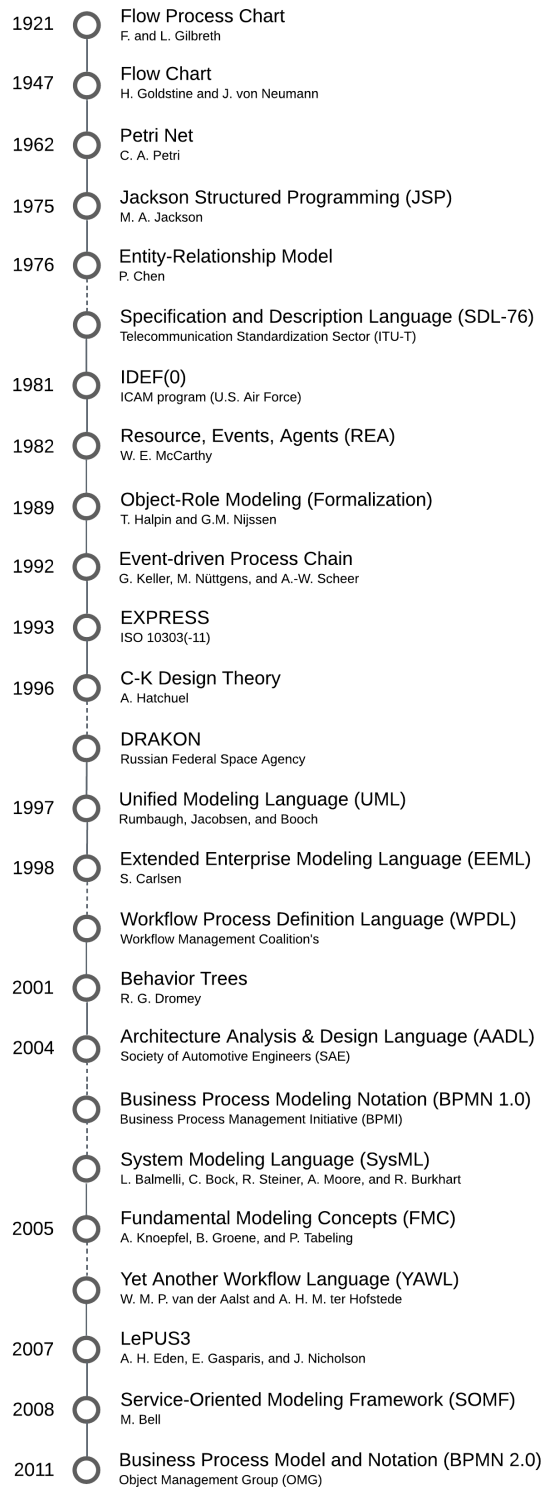 1921
Flow Process Chart
F. and L. Gilbreth
1947
Flow Chart
H. Goldstine and J. von Neumann
1962
Petri Net
C. A. Petri
1975
Jackson Structured Programming (JSP)
M. A. Jackson
1976
Entity-Relationship Model
P. Chen
Specification and Description Language (SDL-76)
Telecommunication Standardization Sector (ITU-T)
1981
IDEF(0)
ICAM program (U.S. Air Force)
1982
Resource, Events, Agents (REA)
W. E. McCarthy
1989
Object-Role Modeling (Formalization)
T. Halpin and G.M. Nijssen
1992
Event-driven Process Chain
G. Keller, M. Nüttgens, and A.-W. Scheer
1993
EXPRESS
ISO 10303(-11)
1996
C-K Design Theory
A. Hatchuel
DRAKON
Russian Federal Space Agency
1997
Unified Modeling Language (UML)
Rumbaugh, Jacobsen, and Booch
1998
Extended Enterprise Modeling Language (EEML)
S. Carlsen
Workflow Process Definition Language (WPDL)
Workflow Management Coalition's
2001
Behavior Trees
R. G. Dromey
2004
Architecture Analysis & Design Language (AADL)
Society of Automotive Engineers (SAE)
Business Process Modeling Notation (BPMN 1.0)
Business Process Management Initiative (BPMI)
System Modeling Language (SysML)
L. Balmelli, C. Bock, R. Steiner, A. Moore, and R. Burkhart
2005
Fundamental Modeling Concepts (FMC)
A. Knoepfel, B. Groene, and P. Tabeling
Yet Another Workflow Language (YAWL)
W. M. P. van der Aalst and A. H. M. ter Hofstede
2007
LePUS3
A. H. Eden, E. Gasparis, and J. Nicholson
2008
Service-Oriented Modeling Framework (SOMF)
M. Bell
2011
Business Process Model and Notation (BPMN 2.0)
Object Management Group (OMG)